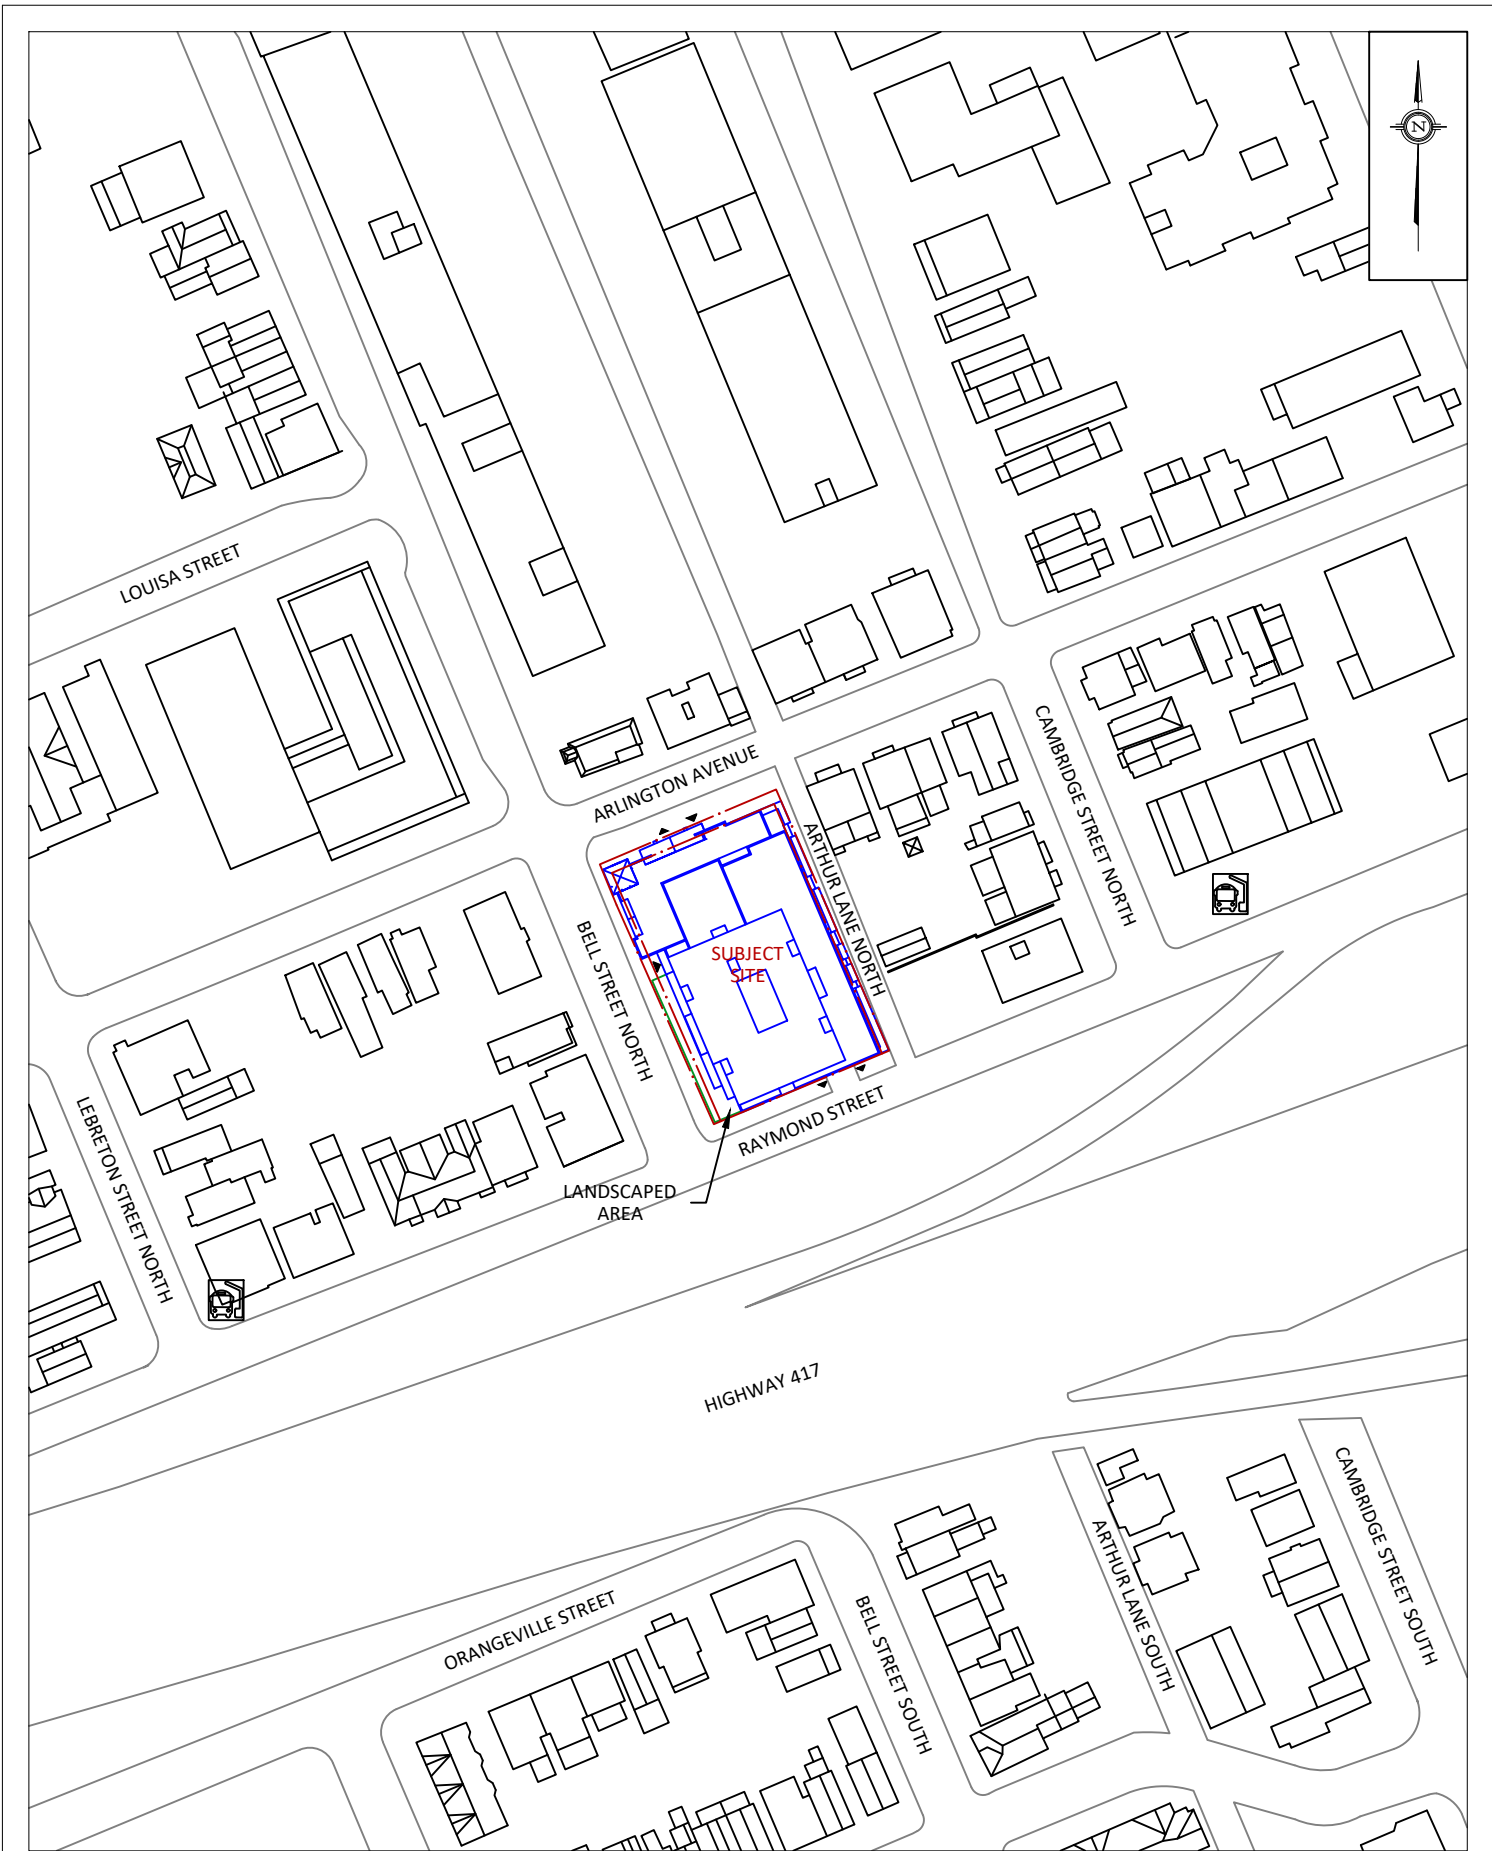 N
LOUISA STREET
ARLINGTON AVENUE
CAMBRIDGE STREET NORTH
ARTHUR LANE NORTH
BELL STREET NORTH
SUBJECT
SITE
LEBRETON STREET NORTH
RAYMOND STREET
LANDSCAPED
AREA
HIGHWAY 417
CAMBRIDGE STREET SOUTH
ARTHUR LANE SOUTH
ORANGEVILLE STREET
BELL STREET SOUTH